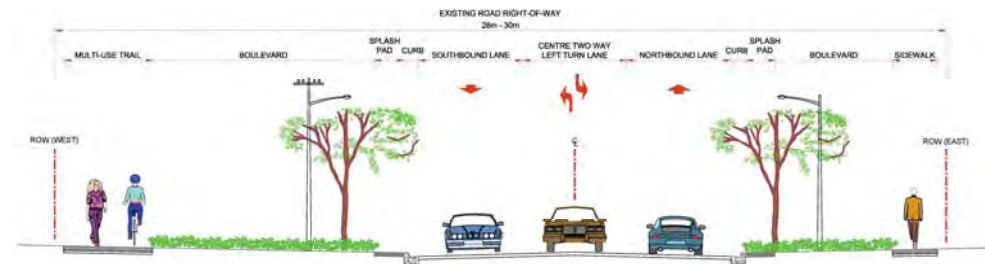 EXISTING ROAD RIGHT-OF-WAY
28m - 30m
MULTI-USE TRAIL
BOULEVARD
SPLASH
PAD
CURB
SOUTHBOUND LANE
CENTRE TWO WAY
LEFT TURN LANE
NORTHBOUND LANE
CURB
SPLASH
PAD
BOULEVARD
SIDEWALK
ROW (WEST)
℄
ROW (EAST)